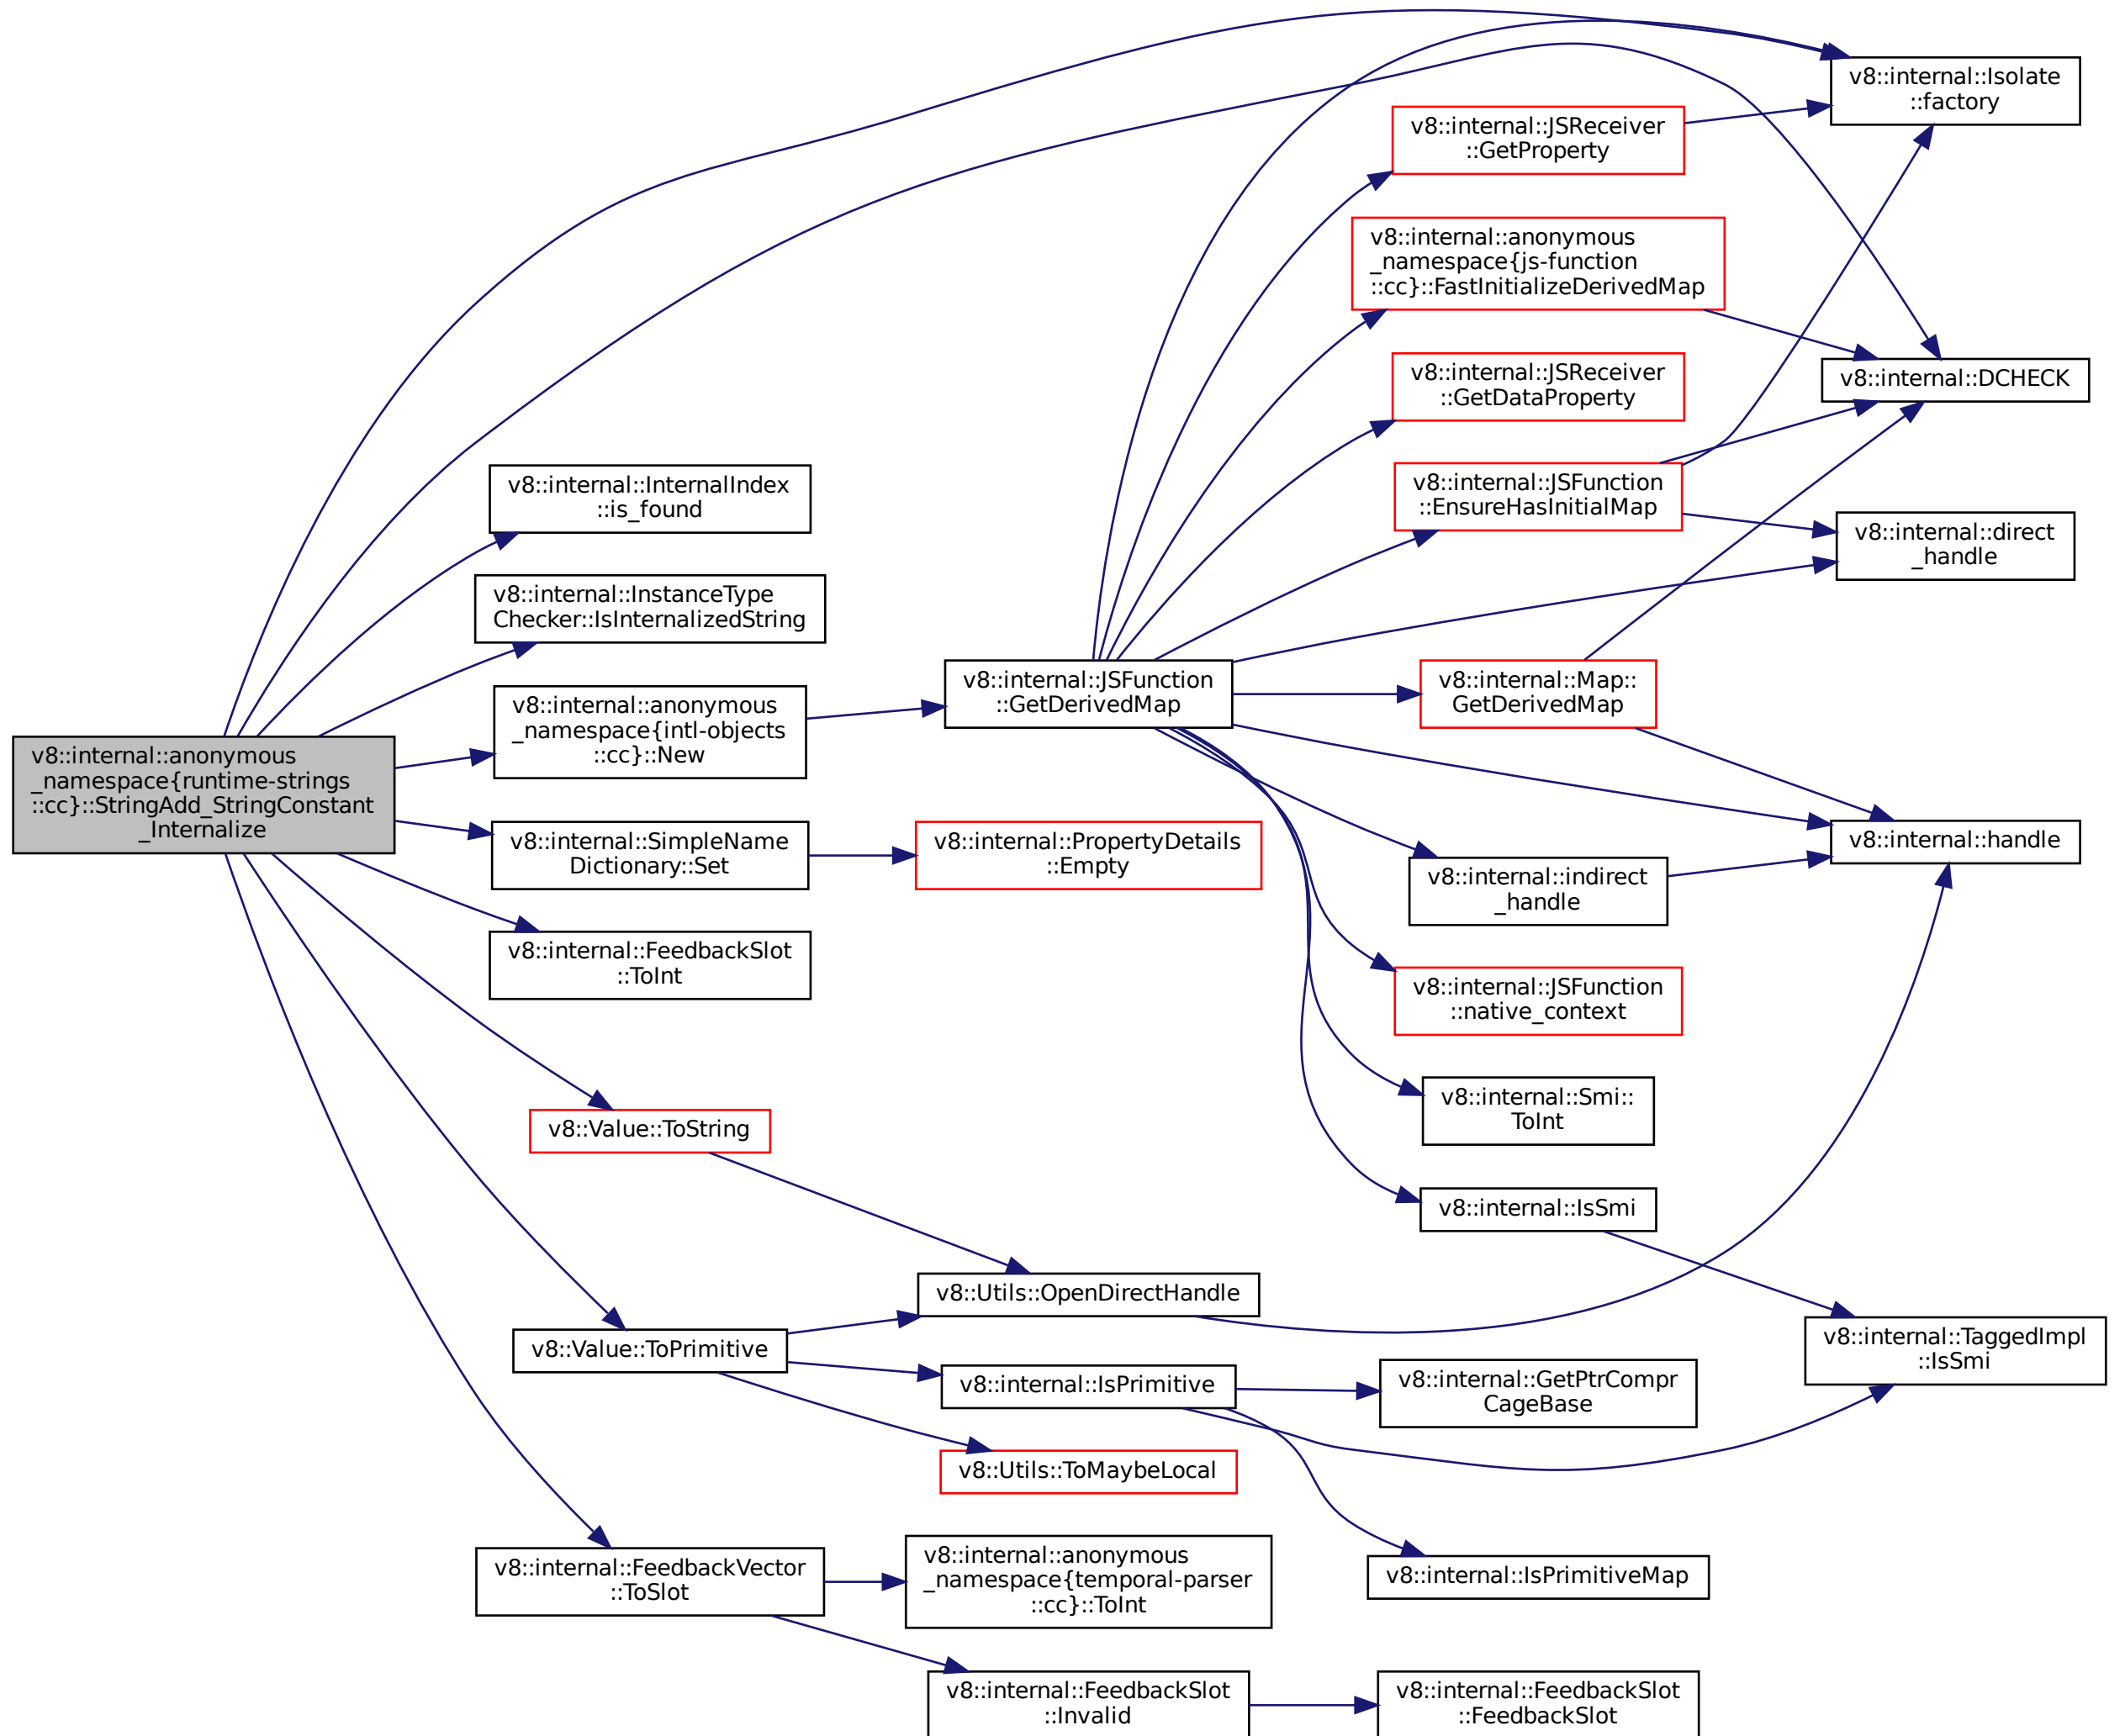 v8::internal::anonymous
_namespace{runtime-strings
::cc}::StringAdd_StringConstant
_Internalize
v8::internal::InternalIndex
::is_found
v8::internal::InstanceType
Checker::IsInternalizedString
v8::internal::anonymous
_namespace{intl-objects
::cc}::New
v8::internal::SimpleName
Dictionary::Set
v8::internal::FeedbackSlot
::ToInt
v8::Value::ToString
v8::Value::ToPrimitive
v8::internal::FeedbackVector
::ToSlot
v8::internal::JSFunction
::GetDerivedMap
v8::internal::PropertyDetails
::Empty
v8::Utils::OpenDirectHandle
v8::internal::IsPrimitive
v8::Utils::ToMaybeLocal
v8::internal::anonymous
_namespace{temporal-parser
::cc}::ToInt
v8::internal::FeedbackSlot
::Invalid
v8::internal::JSReceiver
::GetProperty
v8::internal::anonymous
_namespace{js-function
::cc}::FastInitializeDerivedMap
v8::internal::JSReceiver
::GetDataProperty
v8::internal::JSFunction
::EnsureHasInitialMap
v8::internal::Map::
GetDerivedMap
v8::internal::indirect
_handle
v8::internal::JSFunction
::native_context
v8::internal::Smi::
ToInt
v8::internal::IsSmi
v8::internal::GetPtrCompr
CageBase
v8::internal::IsPrimitiveMap
v8::internal::FeedbackSlot
::FeedbackSlot
v8::internal::Isolate
::factory
v8::internal::DCHECK
v8::internal::direct
_handle
v8::internal::handle
v8::internal::TaggedImpl
::IsSmi